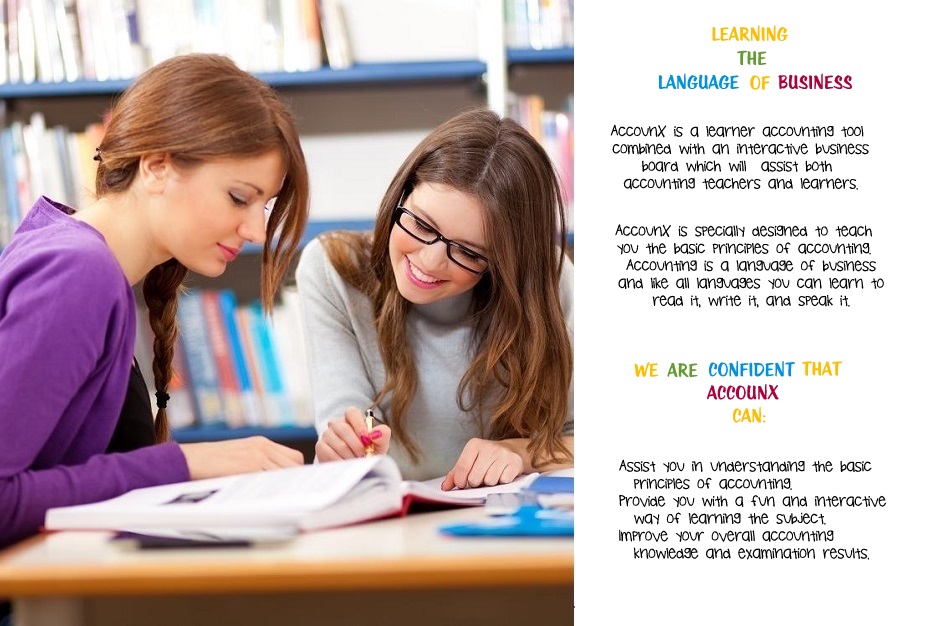 LEARNING
THE
LANGUAGE OF BUSINESS
AccounX is a learner accounting tool
combined with an interactive business
board which will assist both
accounting teachers and learners.
AccounX is specially designed to teach
you the basic principles of accounting.
Accounting is a language of business
and like all languages you can learn to
read it, write it, and speak it.
WE ARE CONFIDENT THAT
ACCOUNX
CAN:
Assist you in understanding the basic
principles of accounting.
Provide you with a fun and interactive
way of learning the subject.
Improve your overall accounting
knowledge and examination results.